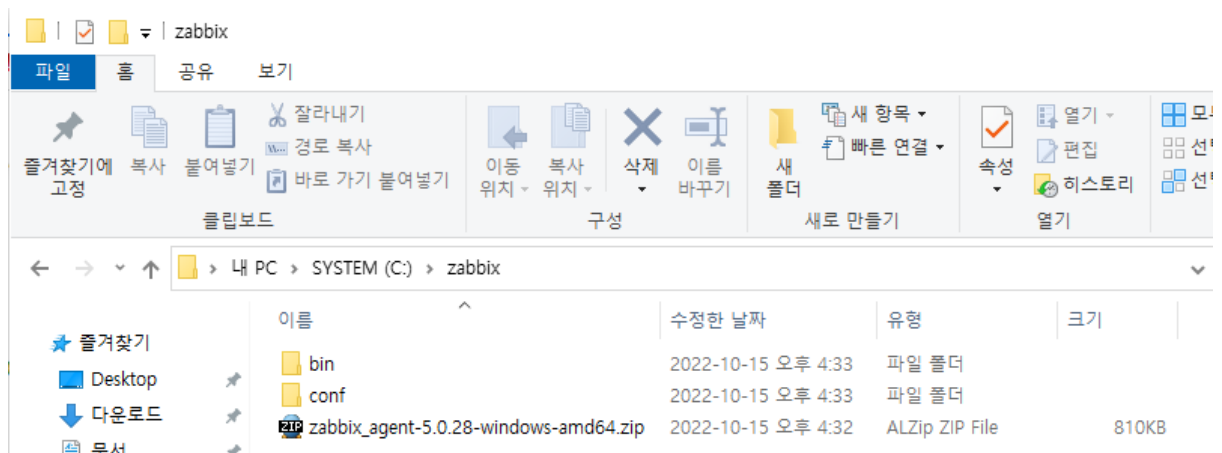 zabbix
파일 홈 공유 보기
즐겨찾기에 고정
복사
붙여넣기
잘라내기
경로 복사
바로 가기 붙여넣기
클립보드
이동 위치
복사 위치
삭제
이름 바꾸기
구성
새 폴더
새 항목
빠른 연결
새로 만들기
속성
열기
편집
히스토리
열기
모
선
선
내 PC > SYSTEM (C:) > zabbix
이름 수정한 날짜 유형 크기
즐겨찾기
Desktop
다운로드
문서
bin 2022-10-15 오후 4:33 파일 폴더
conf 2022-10-15 오후 4:33 파일 폴더
ZIP zabbix_agent-5.0.28-windows-amd64.zip 2022-10-15 오후 4:32 ALZip ZIP File 810KB